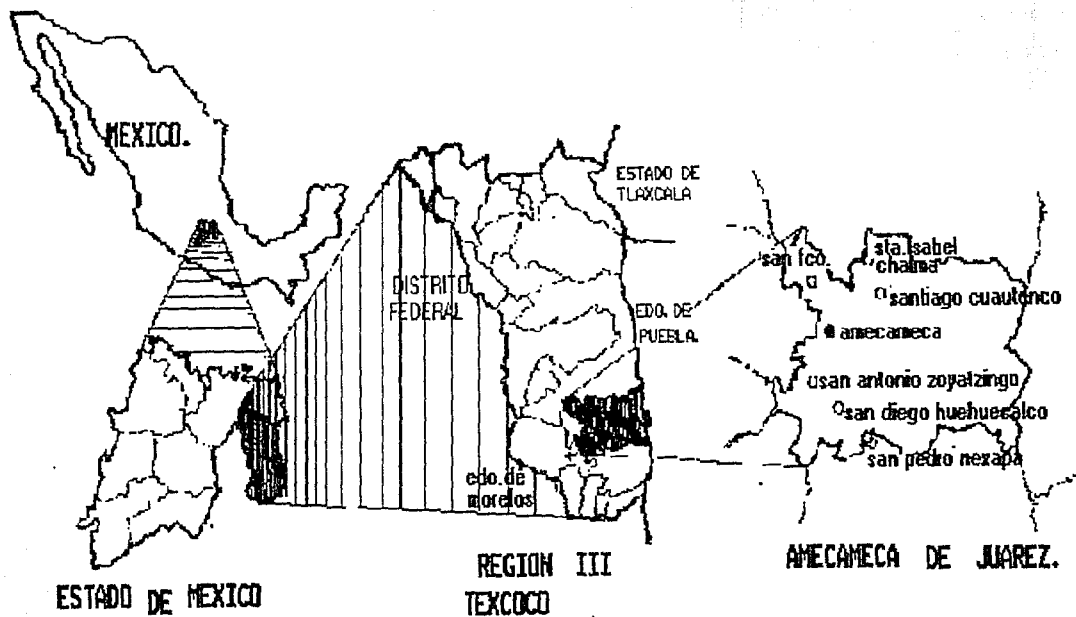 MEXICO.
ESTADO DE
TLAXCALA
DISTRITO
FEDERAL
EDO. DE
PUEBLA.
edo. de
morelos
san fco.
sta. isabel
chalma
santiago cuautenco
amecameca
san antonio zoyatzingo
san diego huehuecalco
san pedro nexapa
ESTADO DE MEXICO
REGION III
TEXCOCO
AMECAMECA DE JUAREZ.